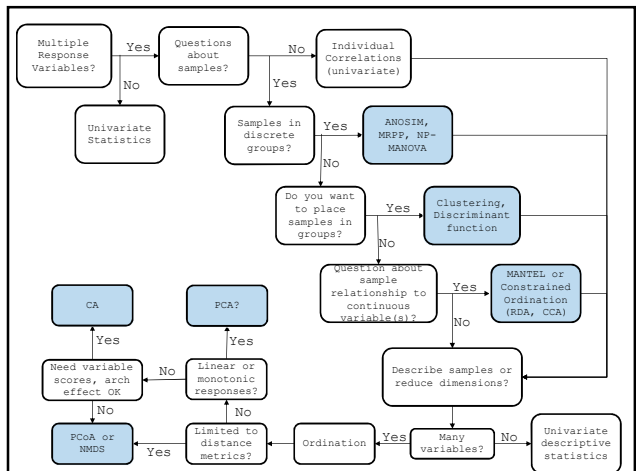 Multiple
Response
Variables?
Yes
Questions
about
samples?
No
Individual
Correlations
(univariate)
No
Yes
Univariate
Statistics
Samples in
discrete
groups?
Yes
ANOSIM,
MRPP, NP-
MANOVA
No
Do you want
to place
samples in
groups?
Yes
Clustering,
Discriminant
function
No
Question about
sample
relationship to
continuous
variable(s)?
Yes
MANTEL or
Constrained
Ordination
(RDA, CCA)
No
CA
PCA?
Yes
Yes
Need variable
scores, arch
effect OK
No
Linear or
monotonic
responses?
Describe samples or
reduce dimensions?
No
No
PCoA or
NMDS
Yes
Limited to
distance
metrics?
Ordination
Yes
Many
variables?
No
Univariate
descriptive
statistics